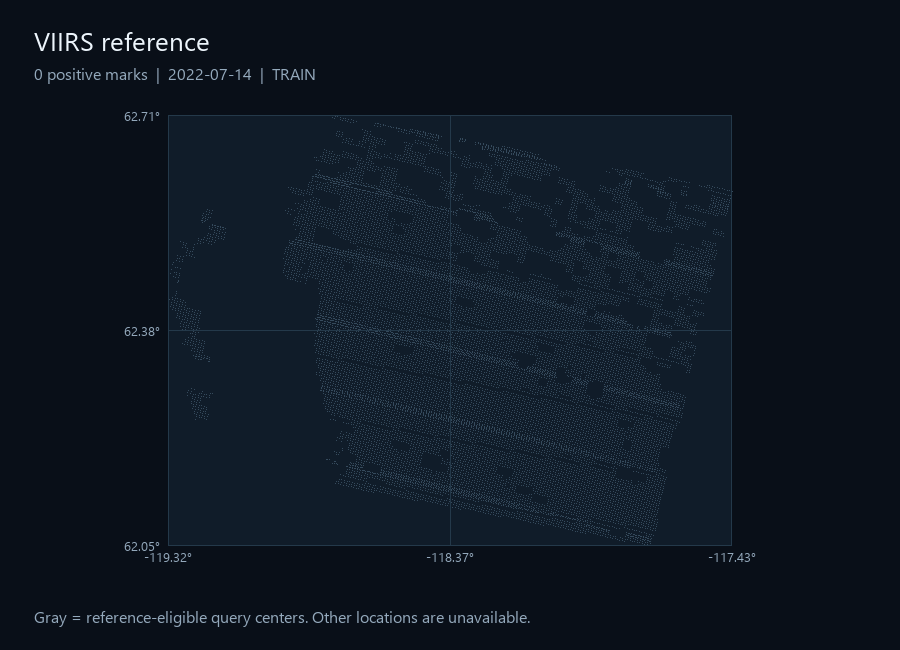 VIIRS reference
0 positive marks | 2022-07-14 | TRAIN
62.71°
62.38°
62.05°
-119.32°
-118.37°
-117.43°
Gray = reference-eligible query centers. Other locations are unavailable.